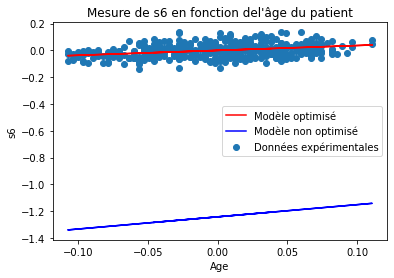 Mesure de s6 en fonction del'âge du patient
0.2
0.0
−0.2
−0.4
−0.6
−0.8
−1.0
−1.2
−1.4
s6
Modèle optimisé
Modèle non optimisé
Données expérimentales
−0.10
−0.05
0.00
0.05
0.10
Age